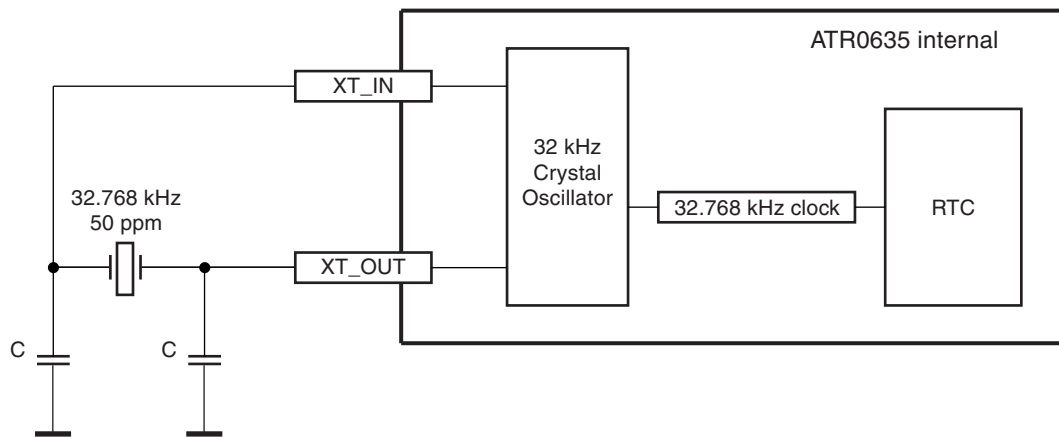 ATR0635 internal
XT_IN
32 kHz
Crystal
Oscillator
32.768 kHz
50 ppm
32.768 kHz clock
RTC
XT_OUT
C
C